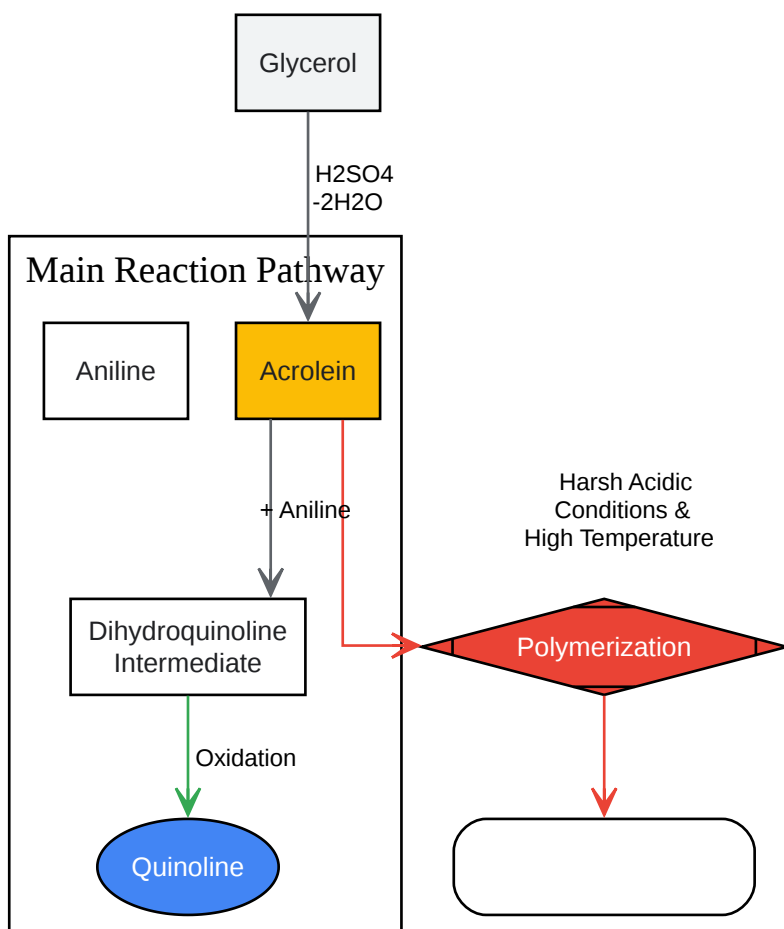 Glycerol
H2SO4
-2H2O
Main Reaction Pathway
Aniline
Acrolein
+ Aniline
Harsh Acidic
Conditions &
High Temperature
Dihydroquinoline
Intermediate
Polymerization
Oxidation
Quinoline